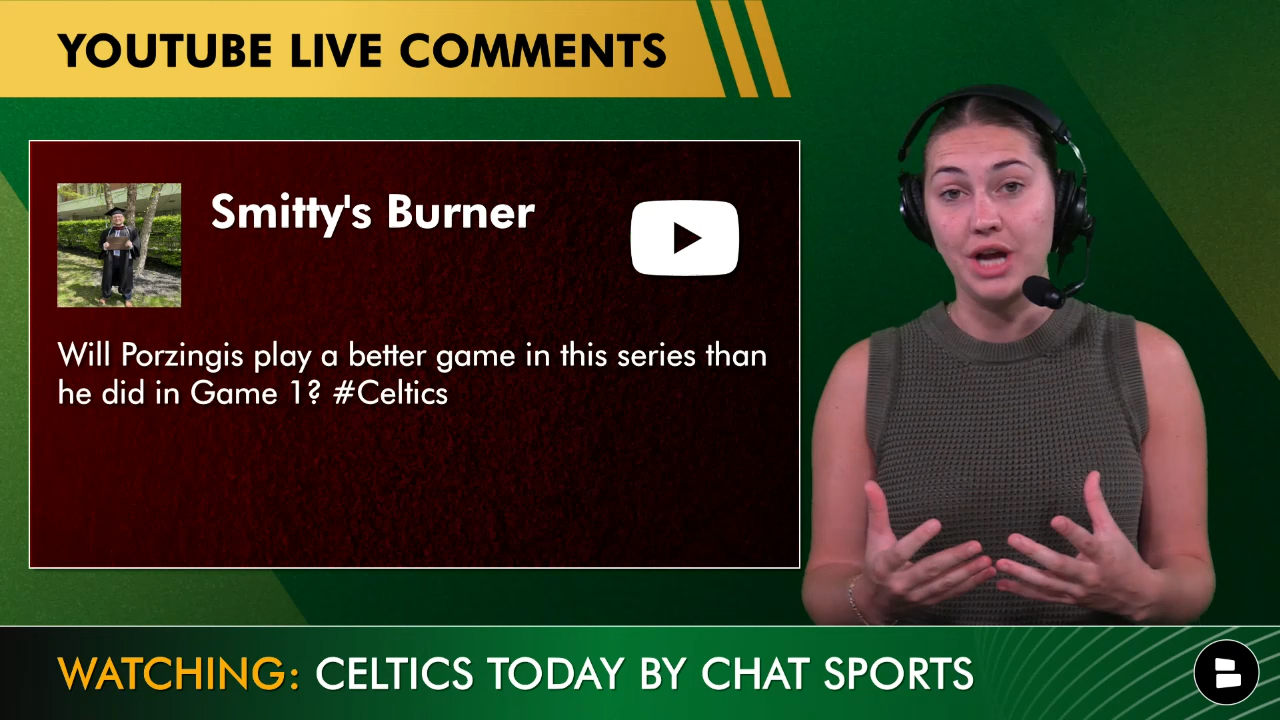 YOUTUBE LIVE COMMENTS
Smitty's Burner
Will Porzingis play a better game in this series than
he did in Game 1? #Celtics
WATCHING: CELTICS TODAY BY CHAT SPORTS